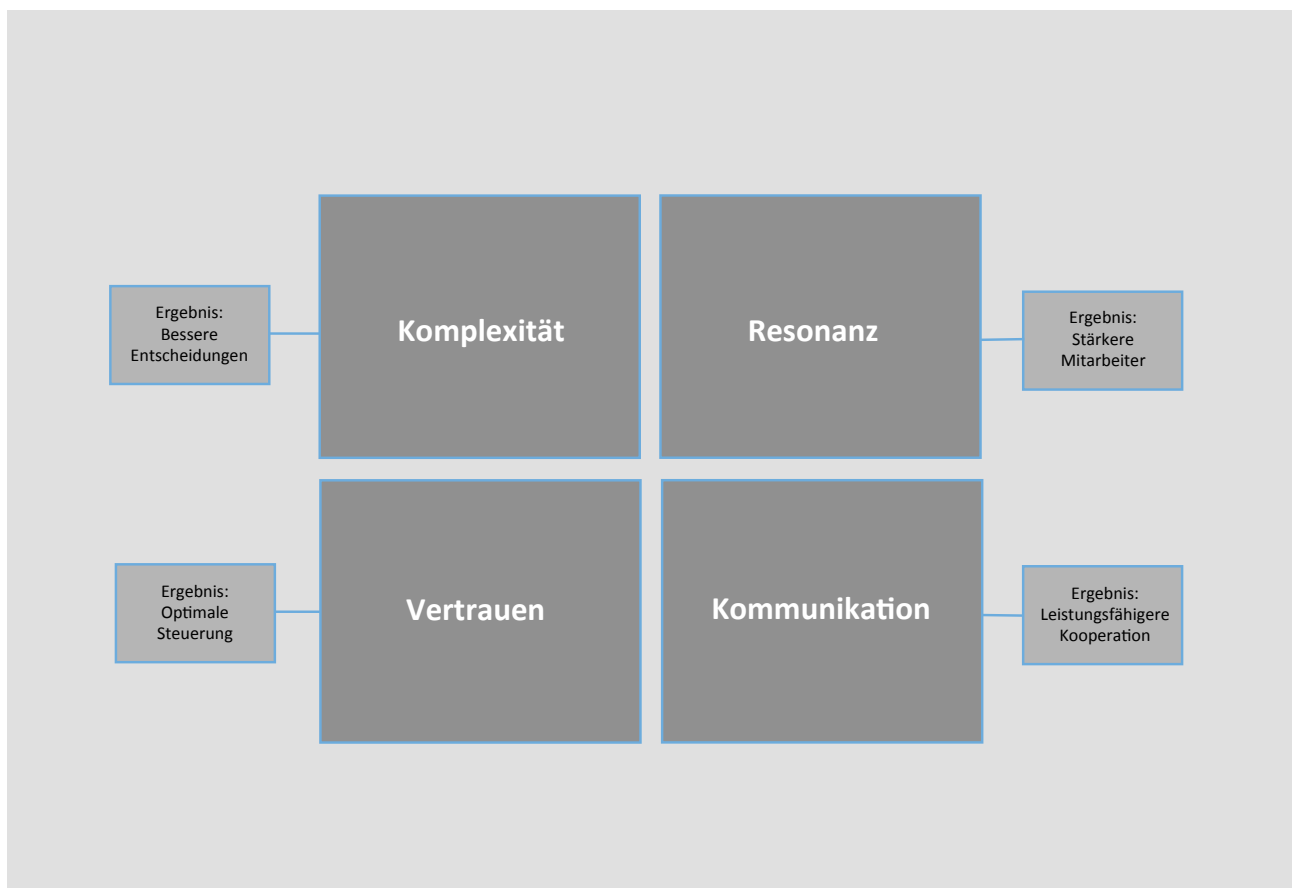 Komplexität
Resonanz
Ergebnis:
Bessere
Entscheidungen
Ergebnis:
Stärkere
Mitarbeiter
Vertrauen
Kommunikation
Ergebnis:
Optimale
Steuerung
Ergebnis:
Leistungsfähigere
Kooperation